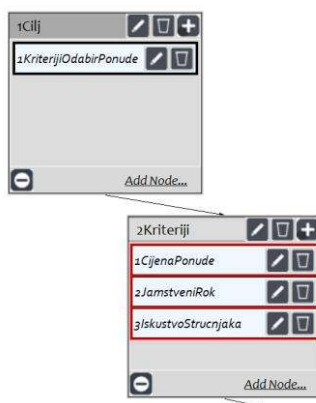 1Cilj
1KriterijiOdabirPonude
Add Node...
2Kriteriji
1CijenaPonude
2JamstveniRok
3IskustvoStrucnjaka
Add Node...